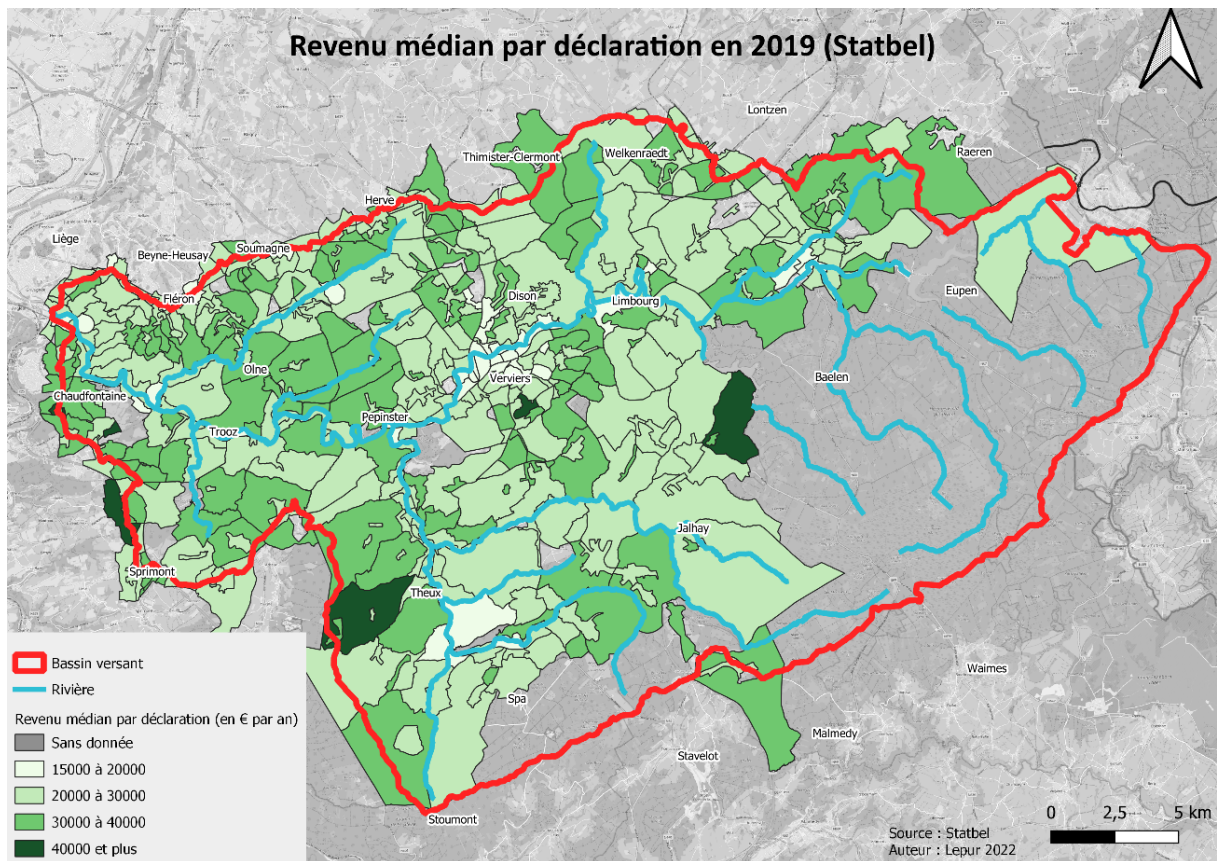 Revenu médian par déclaration en 2019 (Statbel)
Lontzen
Raeren
Welkenraedt
Thimister-Clermont
Herve
Liège
Beyne-Heusay
Soumagne
Fléron
Dison
Limbourg
Eupen
Olne
Verviers
Baelen
Chaudfontaine
Trooz
Pepinster
Jalhay
Sprimont
Theux
Waimes
Spa
Malmedy
Stavelot
Stoumont
Bassin versant
Rivière
Revenu médian par déclaration (en € par an)
Sans donnée
15000 à 20000
20000 à 30000
30000 à 40000
40000 et plus
0 2,5 5 km
Source : Statbel
Auteur : Lepur 2022